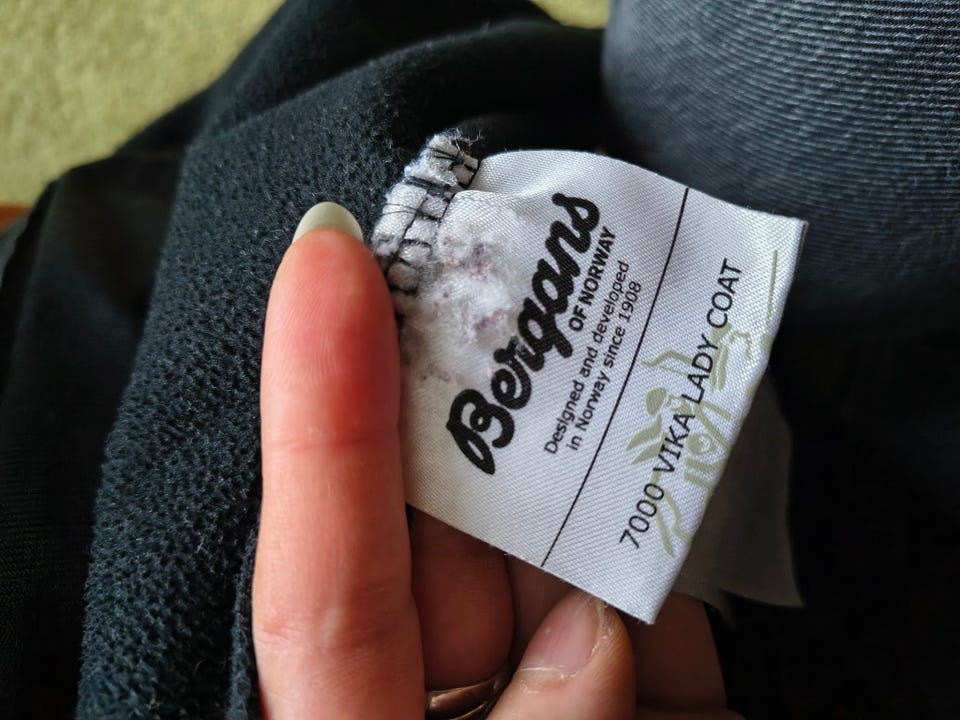 Bergans
OF NORWAY
Designed and developed
in Norway since 1908
7000 VIKA LADY COAT